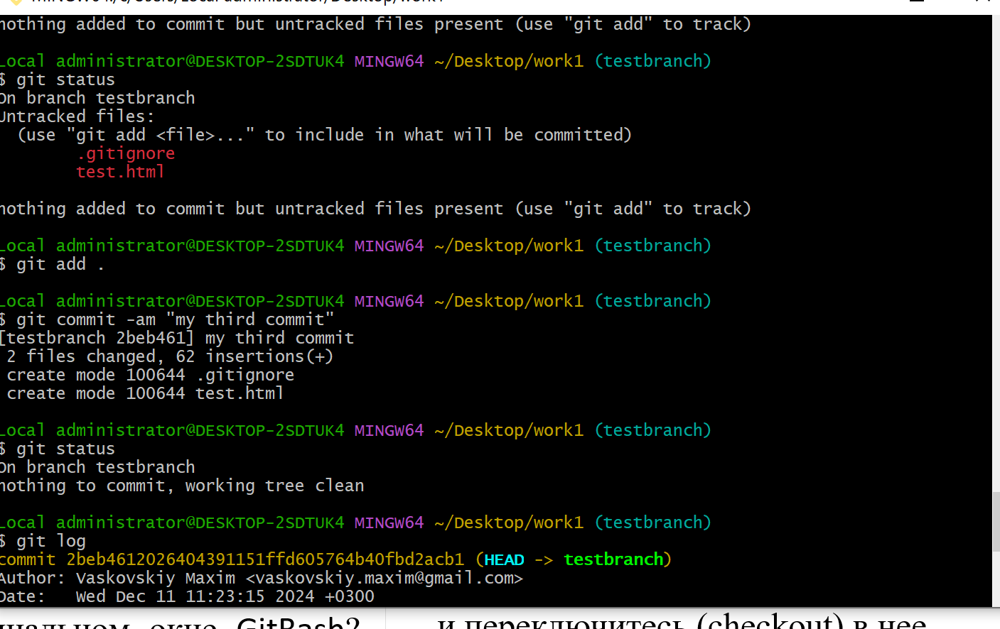 nothing added to commit but untracked files present (use "git add" to track)
Local administrator@DESKTOP-2SDTUK4 MINGW64 ~/Desktop/work1 (testbranch)
$ git status
On branch testbranch
Untracked files:
(use "git add <file>..." to include in what will be committed)
.gitignore
test.html
nothing added to commit but untracked files present (use "git add" to track)
Local administrator@DESKTOP-2SDTUK4 MINGW64 ~/Desktop/work1 (testbranch)
$ git add .
Local administrator@DESKTOP-2SDTUK4 MINGW64 ~/Desktop/work1 (testbranch)
$ git commit -am "my third commit"
[testbranch 2beb461] my third commit
2 files changed, 62 insertions(+)
create mode 100644 .gitignore
create mode 100644 test.html
Local administrator@DESKTOP-2SDTUK4 MINGW64 ~/Desktop/work1 (testbranch)
$ git status
On branch testbranch
nothing to commit, working tree clean
Local administrator@DESKTOP-2SDTUK4 MINGW64 ~/Desktop/work1 (testbranch)
$ git log
commit 2beb4612026404391151ffd605764b40fbd2acb1 (HEAD -> testbranch)
Author: Vaskovskiy Maxim <vaskovskiy.maxim@gmail.com>
Date: Wed Dec 11 11:23:15 2024 +0300
окне GitBash?
и переключитесь (checkout) в нее